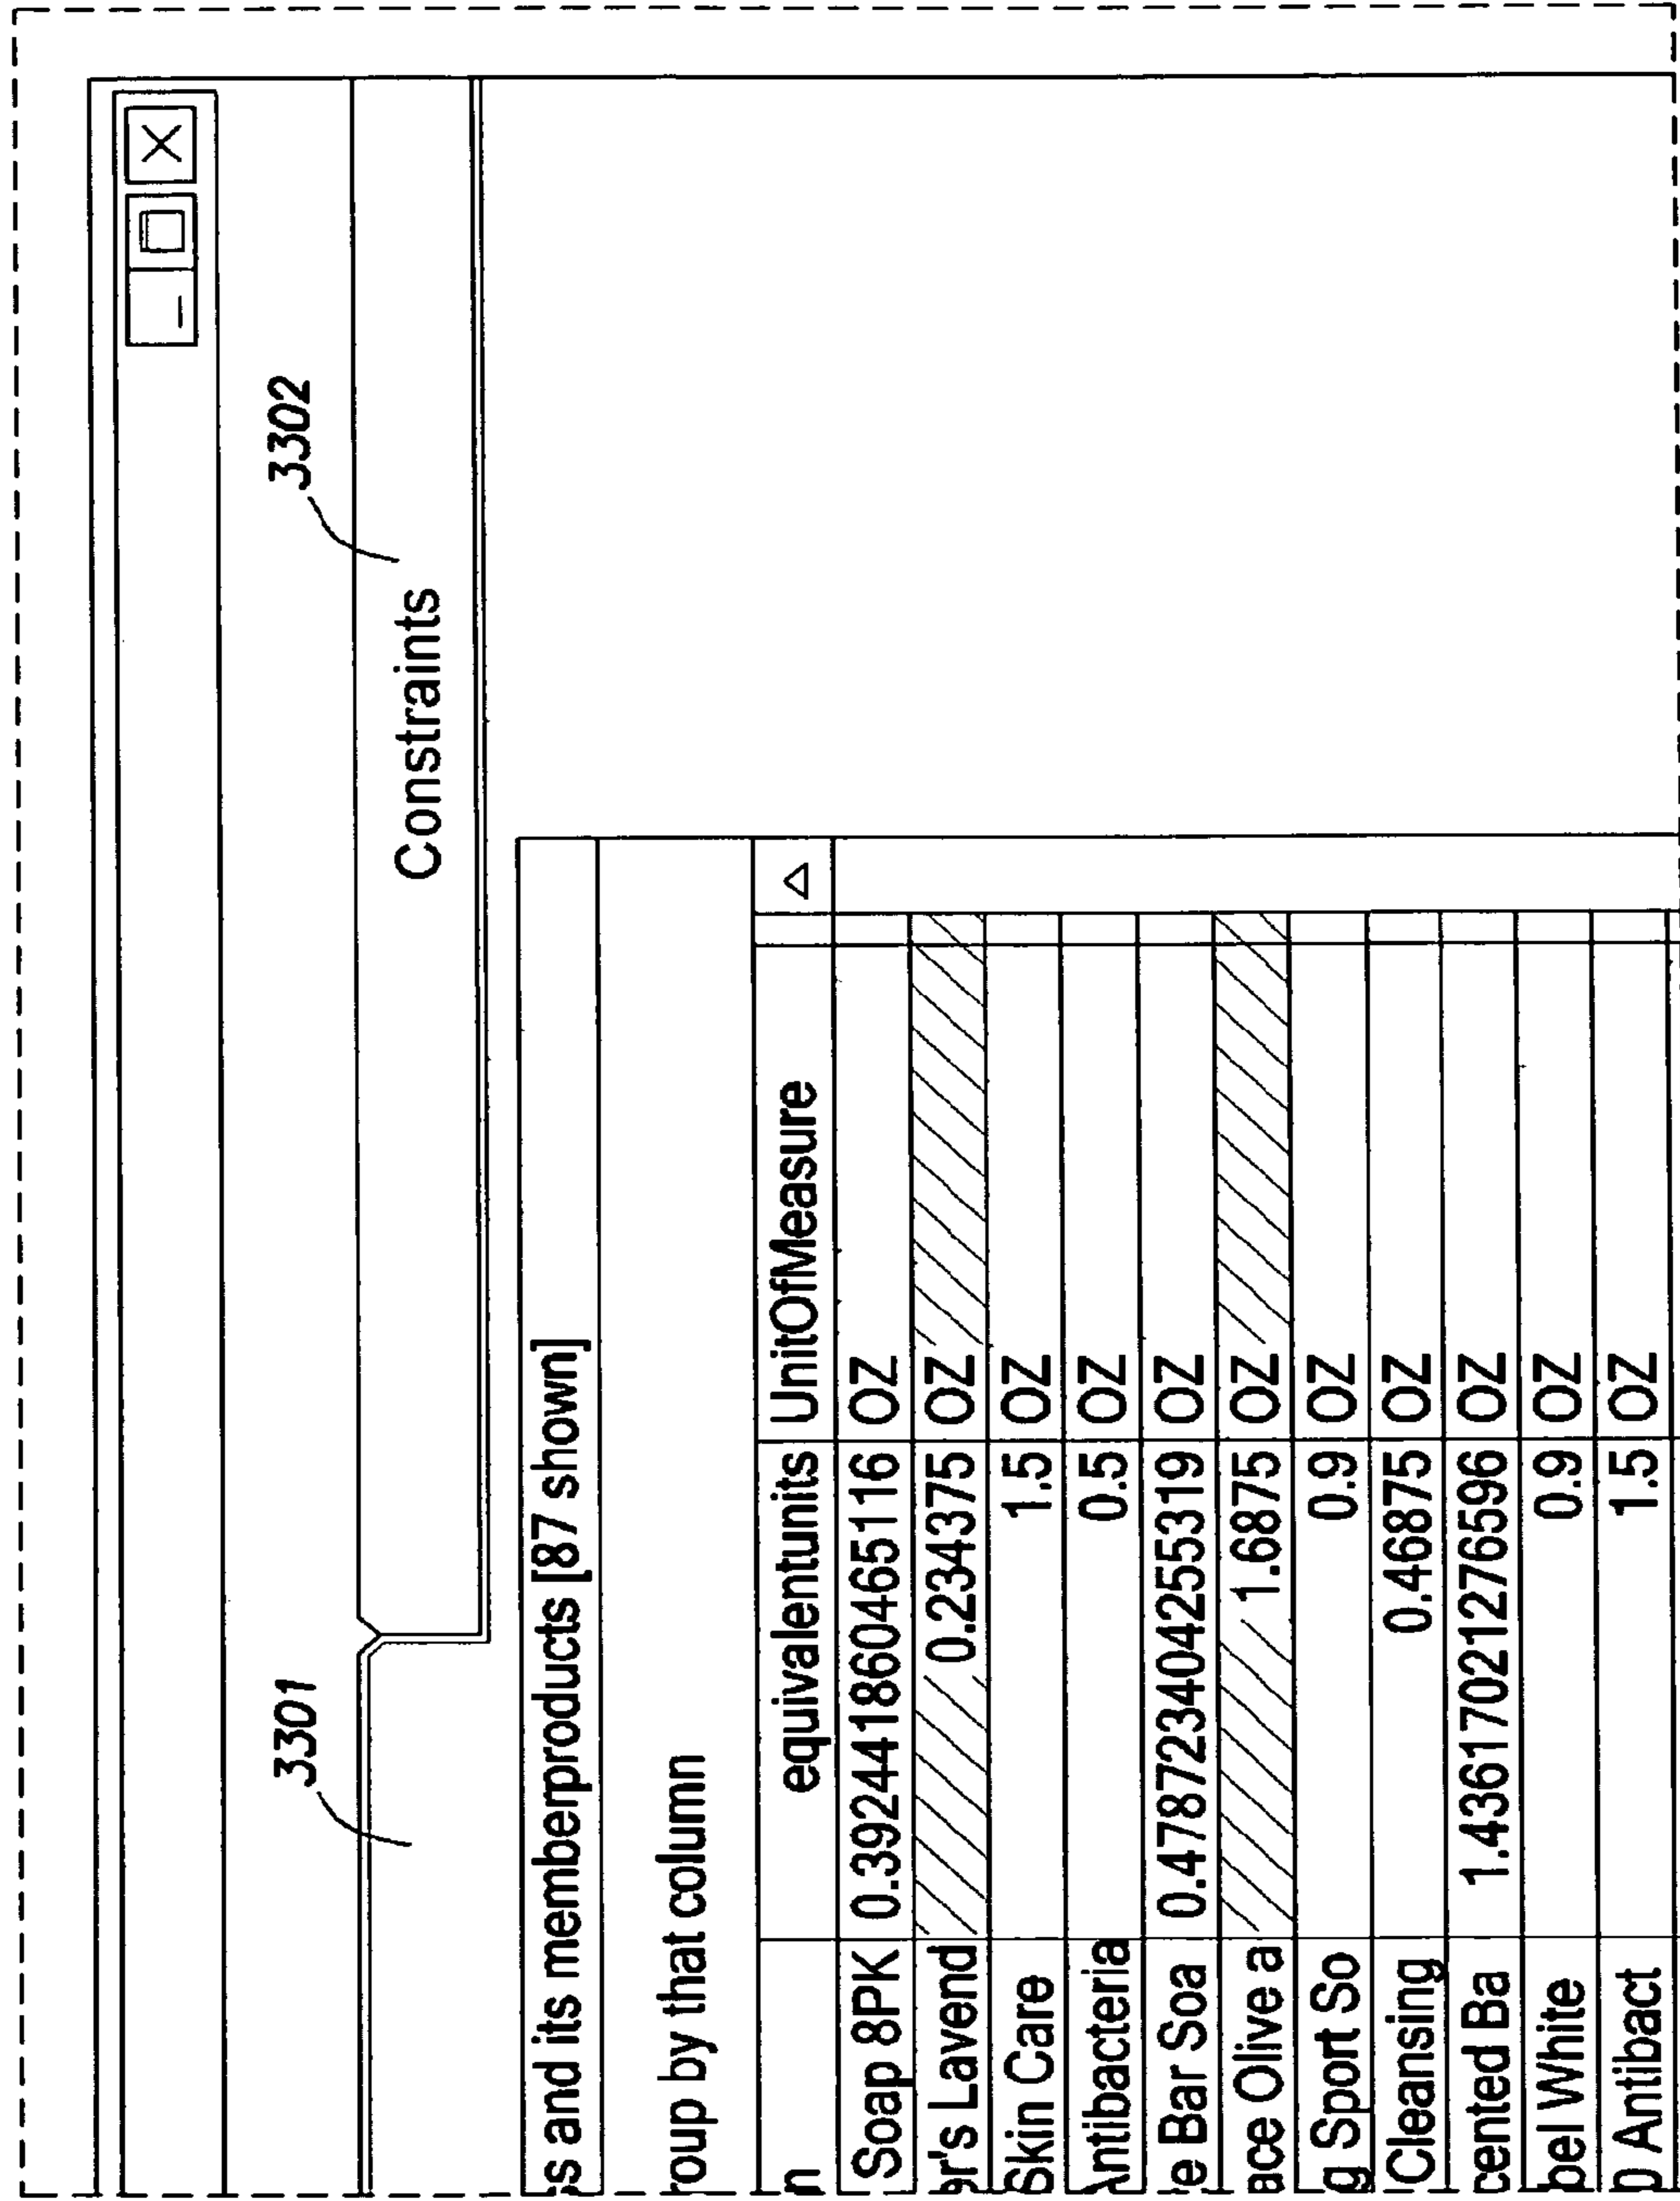 3301
3302
Constraints
s and its memberproducts [87 shown]
roup by that column
n equivalentunits UnitOfMeasure
Soap 8PK 0.392441860465116 OZ
er's Lavend 0.234375 OZ
Skin Care 1.5 OZ
Antibacteria 0.5 OZ
e Bar Soa 0.478723404255319 OZ
ace Olive a 1.6875 OZ
g Sport So 0.9 OZ
Cleansing 0.46875 OZ
cented Ba 1.43617021276596 OZ
bel White 0.9 OZ
D Antibact 1.5 OZ